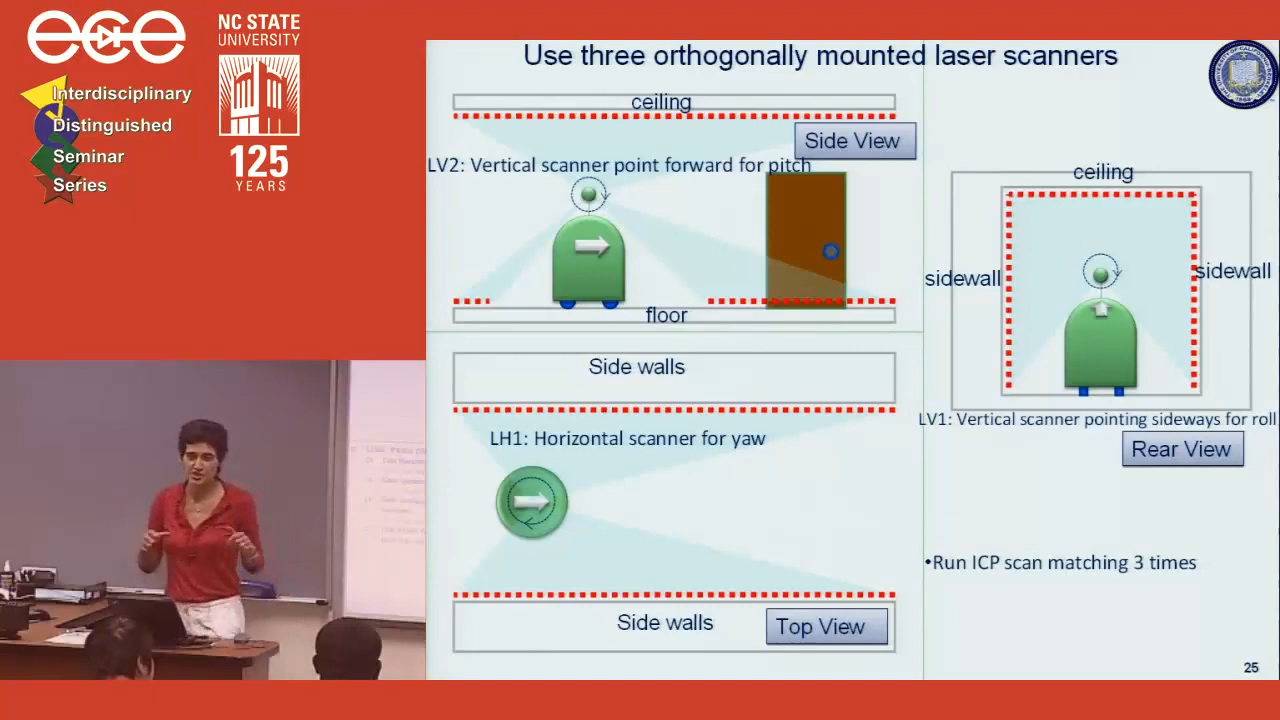 ece
NC STATE
UNIVERSITY
Interdisciplinary
Distinguished
Seminar
Series
125
YEARS
Use three orthogonally mounted laser scanners
ceiling
Side View
LV2: Vertical scanner point forward for pitch
floor
ceiling
sidewall
sidewall
LV1: Vertical scanner pointing sideways for roll
Rear View
Side walls
LH1: Horizontal scanner for yaw
Side walls
Top View
•Run ICP scan matching 3 times
25